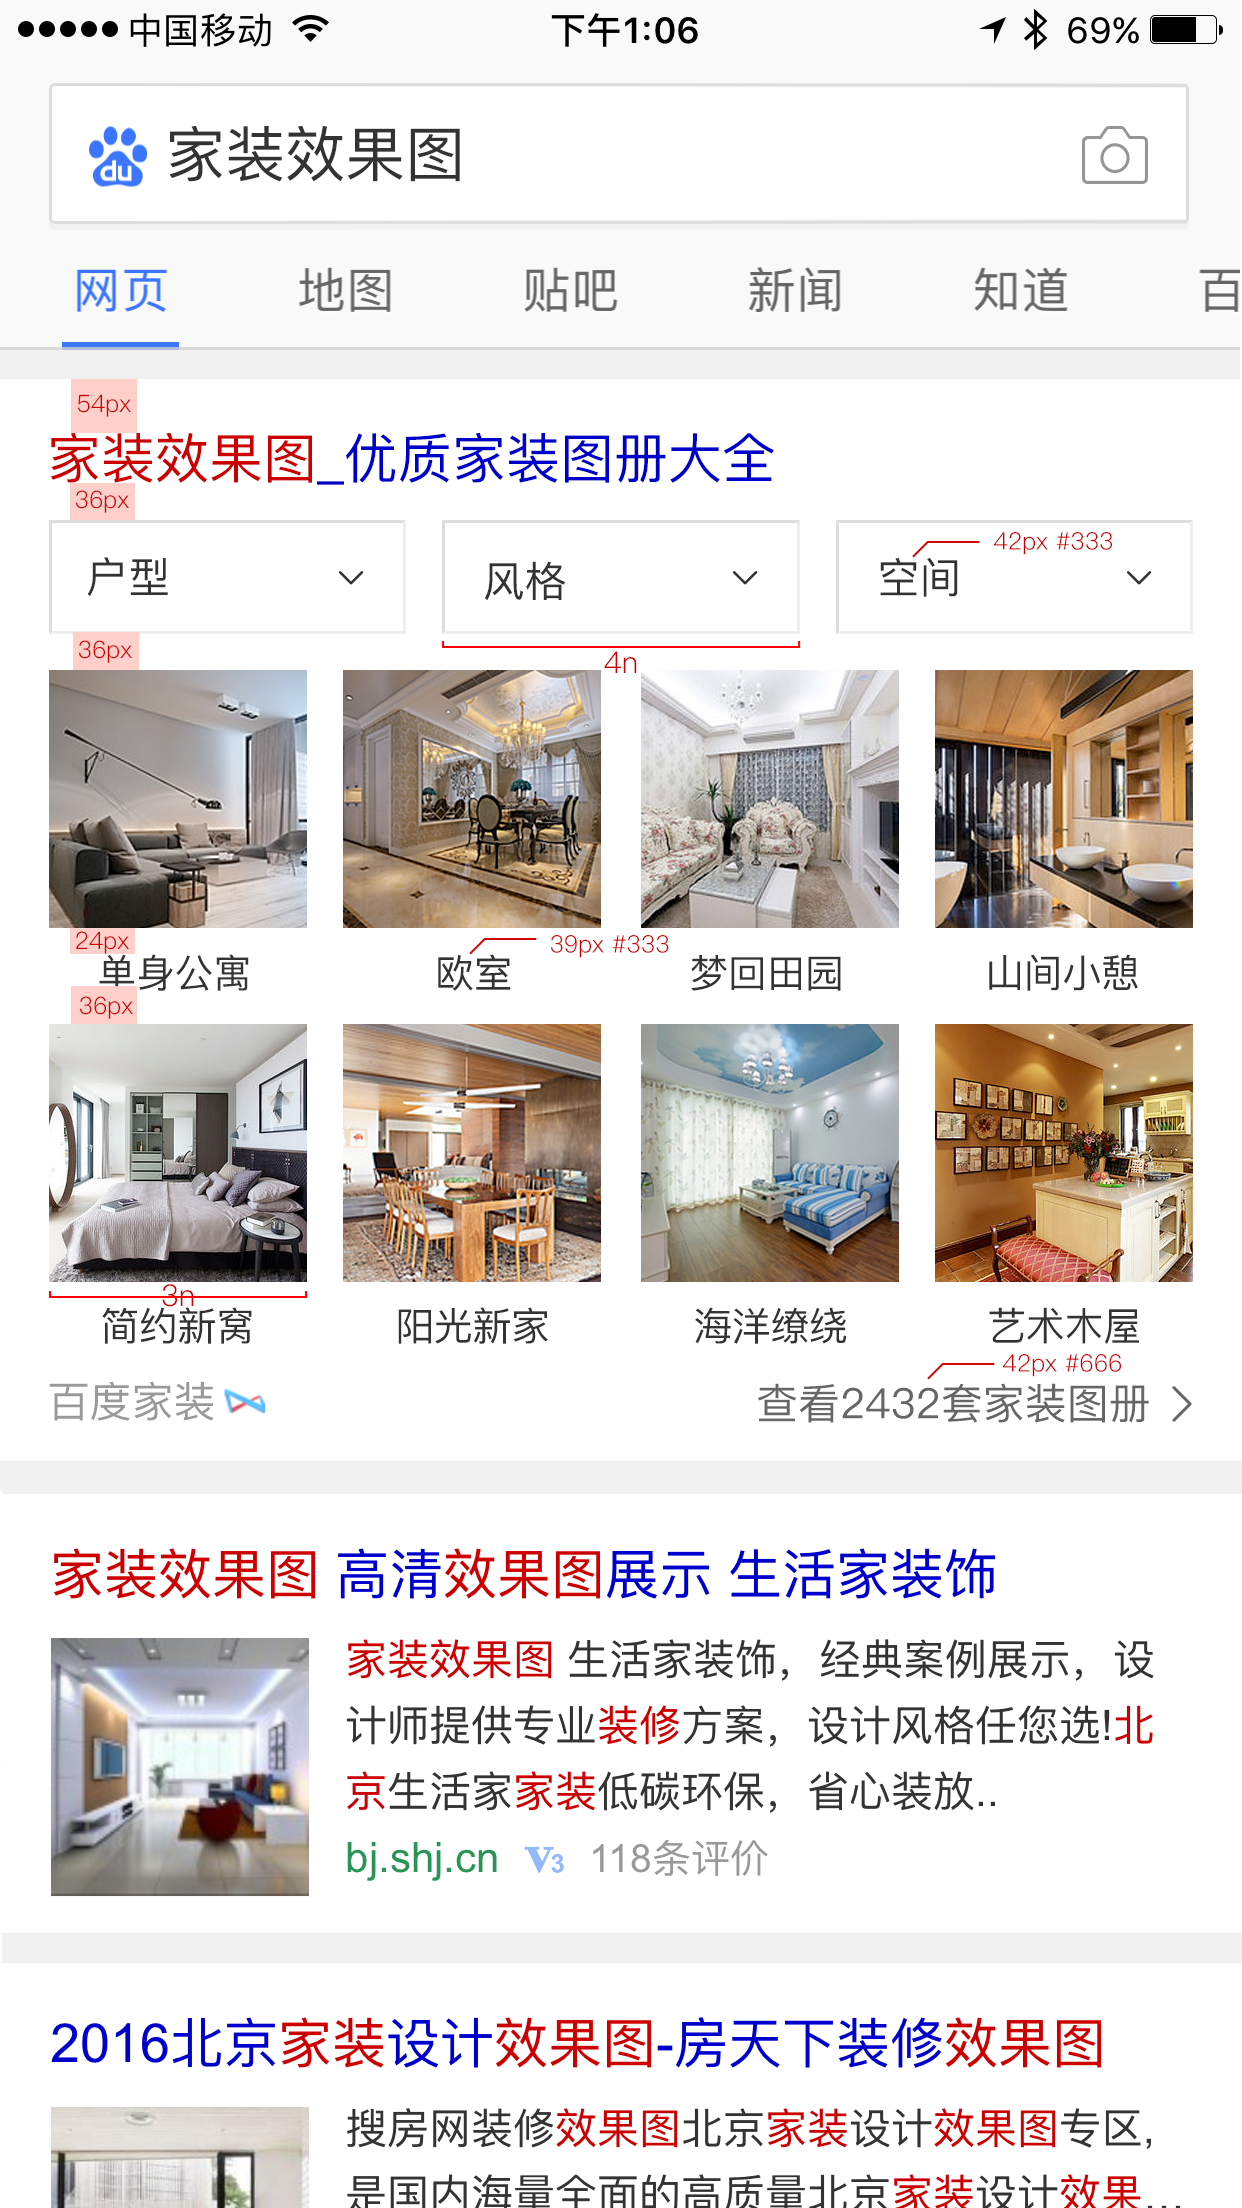 中国移动 下午1:06 69%
du 家装效果图
网页 地图 贴吧 新闻 知道 百
54px
家装效果图_优质家装图册大全
36px
户型 风格 空间 42px #333
36px 4n
24px 39px #333
单身公寓 欧室 梦回田园 山间小憩
36px
3n
简约新窝 阳光新家 海洋缭绕 艺术木屋
42px #666
百度家装 查看2432套家装图册
家装效果图 高清效果图展示 生活家装饰
家装效果图 生活家装饰，经典案例展示，设
计师提供专业装修方案，设计风格任您选!北
京生活家家装低碳环保，省心装放..
bj.shj.cn V3 118条评价
2016北京家装设计效果图-房天下装修效果图
搜房网装修效果图北京家装设计效果图专区,
是国内海量全面的高质量北京家装设计效果...